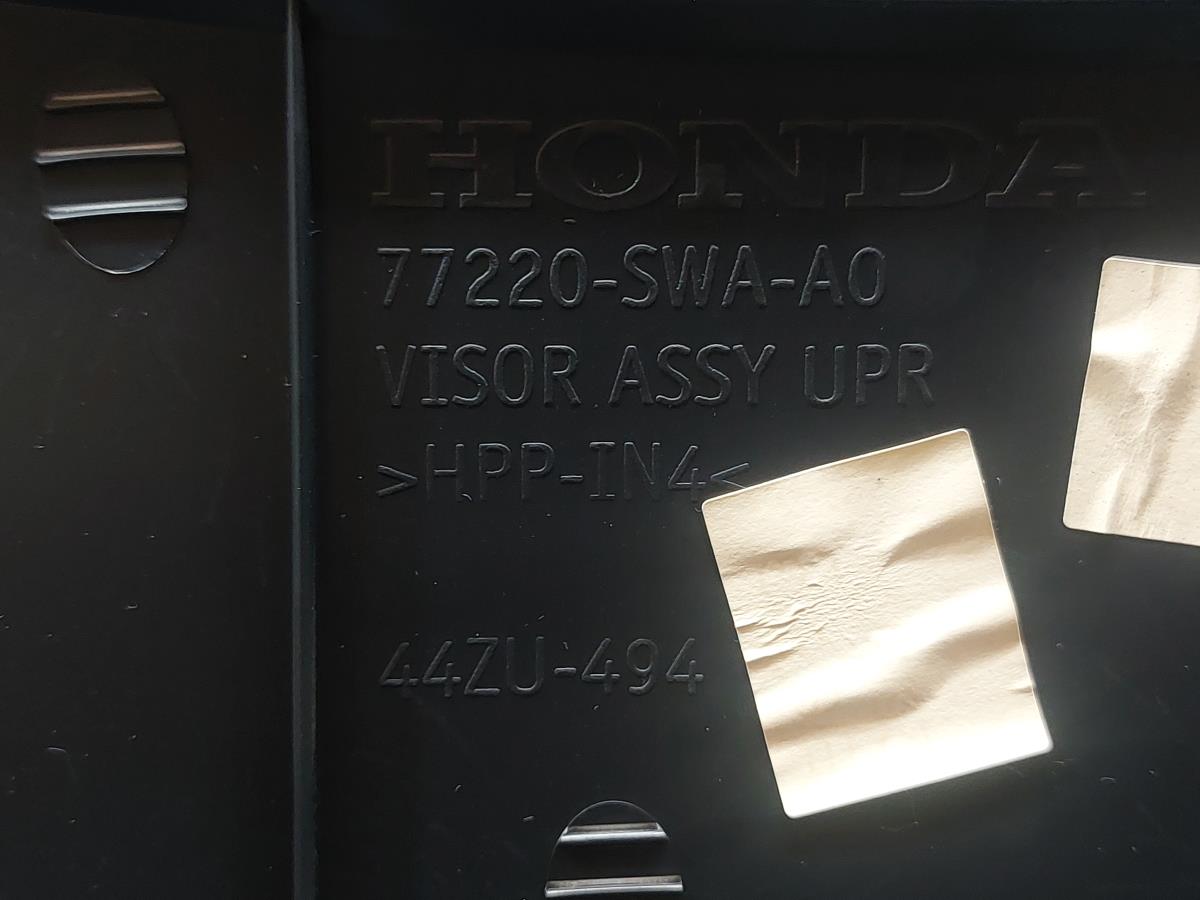 HONDA
77220-SWA-A0
VISOR ASSY UPR
>HPP-IN4<
44ZU-494